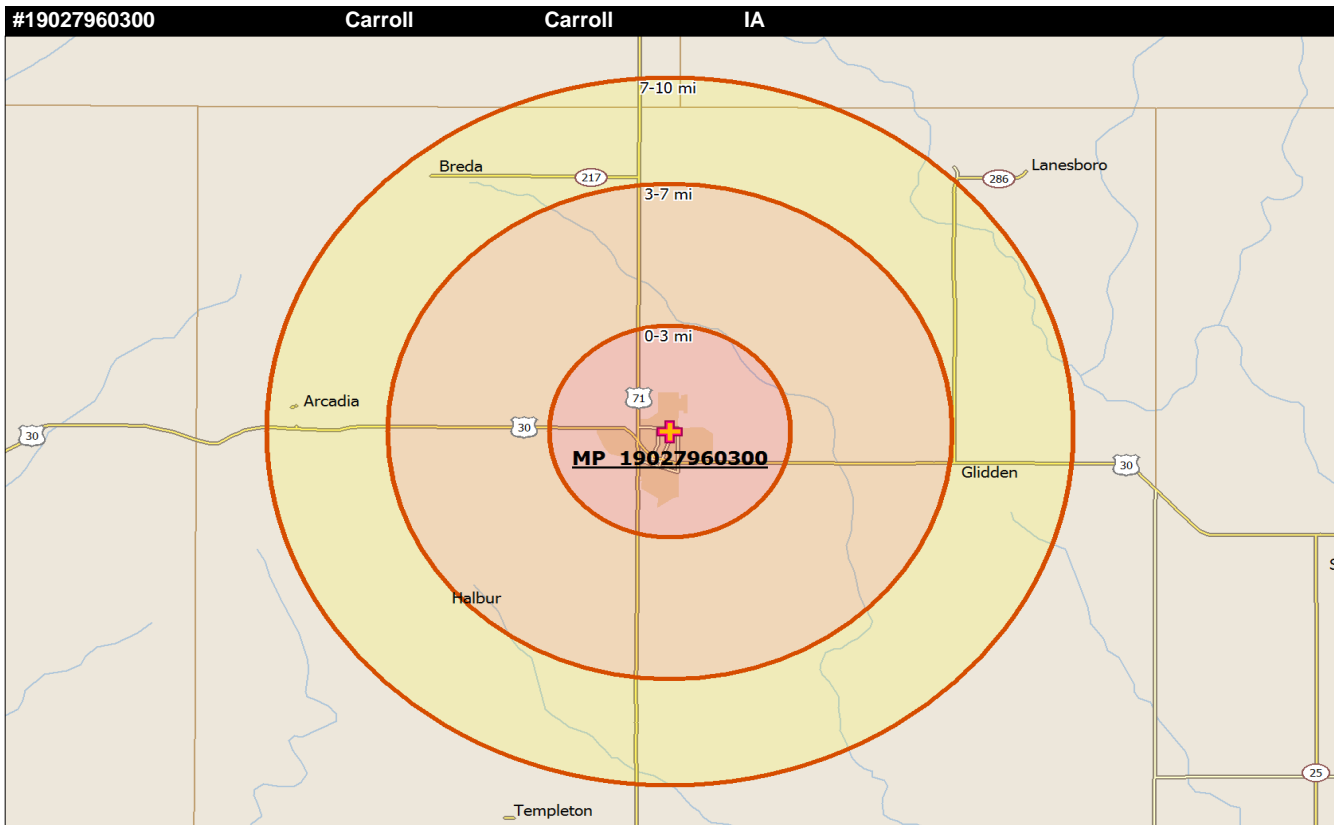 #19027960300 Carroll Carroll IA
7-10 mi
Breda
217
Lanesboro
286
3-7 mi
0-3 mi
71
Arcadia
30
30
MP 19027960300
30
Glidden
Halbur
S
25
Templeton